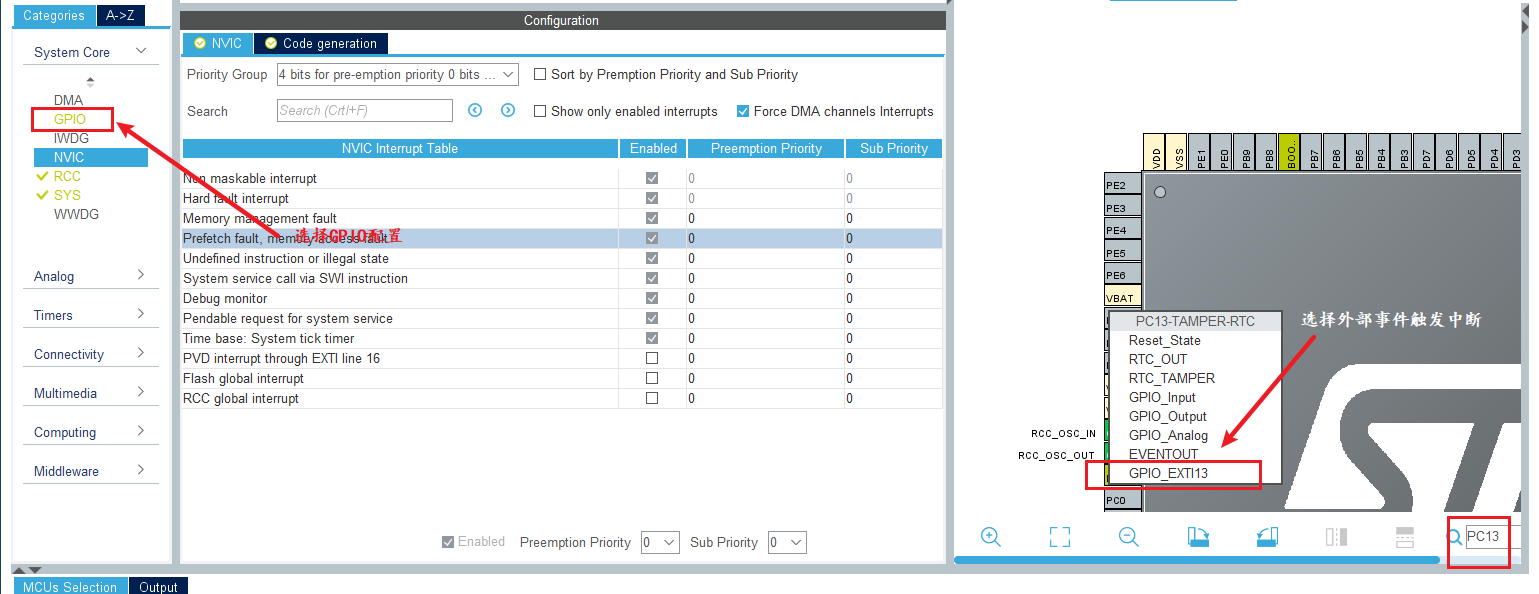 Categories
A->Z
System Core
DMA
GPIO
IWDG
NVIC
RCC
SYS
WWDG
Analog
Timers
Connectivity
Multimedia
Computing
Middleware
MCUs Selection
Output
Configuration
NVIC
Code generation
Priority Group
4 bits for pre-emption priority 0 bits ...
Sort by Premption Priority and Sub Priority
Search
Search (Crtl+F)
Show only enabled interrupts
Force DMA channels Interrupts
NVIC Interrupt Table Enabled Preemption Priority Sub Priority
Non maskable interrupt 0 0
Hard fault interrupt 0 0
Memory management fault 0 0
Prefetch fault, memory access fault 0 0
选择GPIO配置
Undefined instruction or illegal state 0 0
System service call via SWI instruction 0 0
Debug monitor 0 0
Pendable request for system service 0 0
Time base: System tick timer 0 0
PVD interrupt through EXTI line 16 0 0
Flash global interrupt 0 0
RCC global interrupt 0 0
Enabled Preemption Priority 0 Sub Priority 0
VDD
VSS
PE1
PE0
PB9
PB8
BOO..
PB7
PB6
PB5
PB4
PB3
PD7
PD6
PD5
PD4
PD3
PE2
PE3
PE4
PE5
PE6
VBAT
PC13-TAMPER-RTC
Reset_State
RTC_OUT
RTC_TAMPER
GPIO_Input
GPIO_Output
GPIO_Analog
EVENTOUT
GPIO_EXTI13
选择外部事件触发中断
RCC_OSC_IN
RCC_OSC_OUT
PC0
PC13